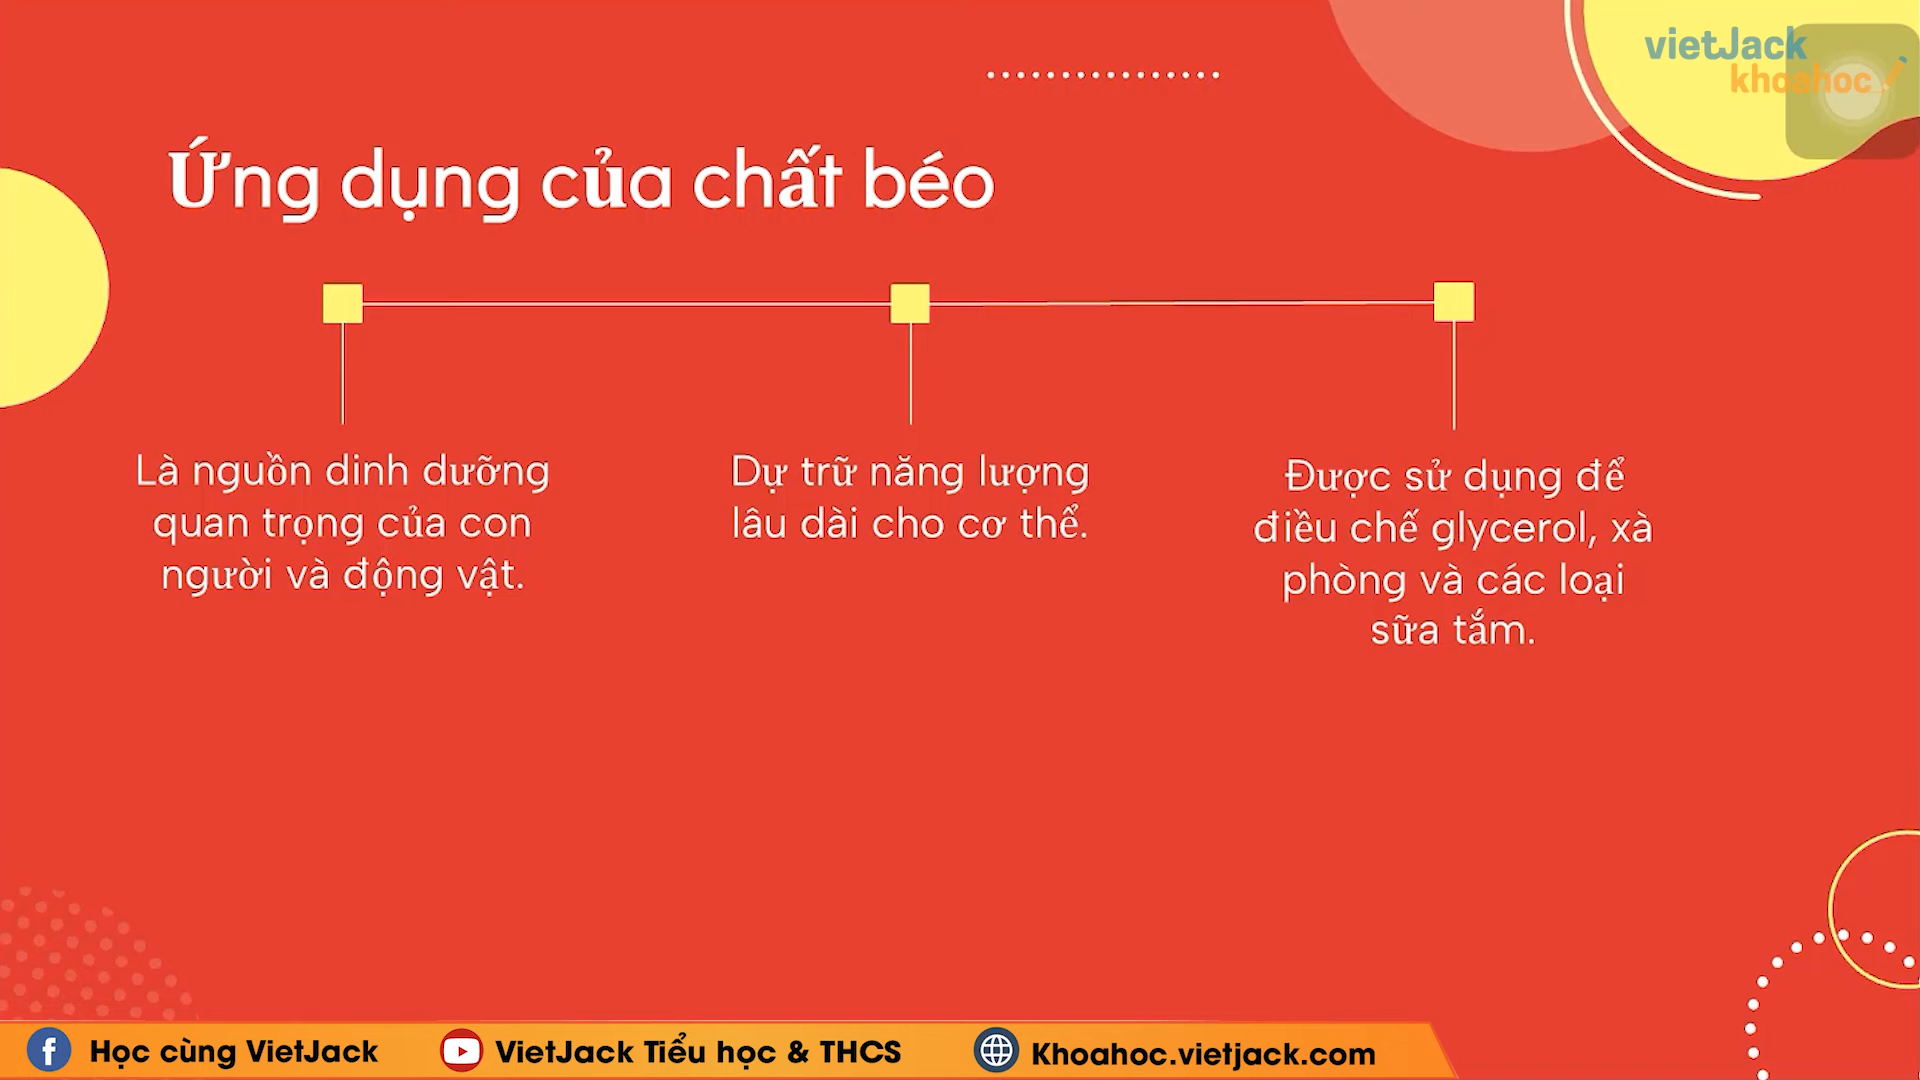 vietJack
khoahoc
Ứng dụng của chất béo
Là nguồn dinh dưỡng
quan trọng của con
người và động vật.
Dự trữ năng lượng
lâu dài cho cơ thể.
Được sử dụng để
điều chế glycerol, xà
phòng và các loại
sữa tắm.
Học cùng VietJack
VietJack Tiểu học & THCS
Khoahoc.vietjack.com